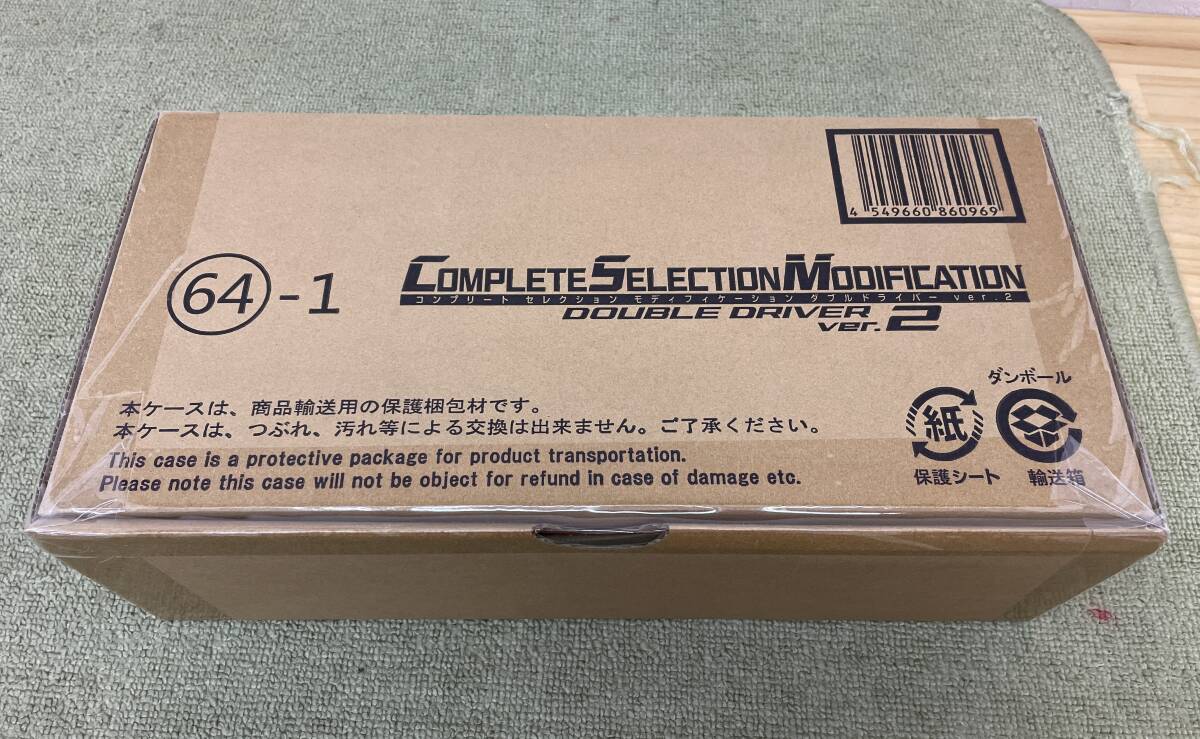 4 549660 860969
64-1
COMPLETE SELECTION MODIFICATION
コンプリート セレクション モディフィケーション ダブルドライバー ver.2
DOUBLE DRIVER
ver.2
ダンボール
紙
保護シート
輸送箱
本ケースは、商品輸送用の保護梱包材です。
本ケースは、つぶれ、汚れ等による交換は出来ません。ご了承ください。
This case is a protective package for product transportation.
Please note this case will not be object for refund in case of damage etc.